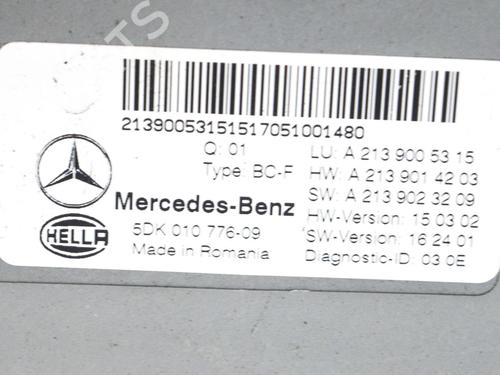 21390053151517051001480
Q: 01
Type: BC-F
Mercedes-Benz
HELLA
5DK 010 776-09
Made in Romania
LU: A 213 900 53 15
HW: A 213 901 42 03
SW: A 213 902 32 09
HW-Version: 15 03 02
SW-Version: 16 24 01
Diagnostic-ID: 03 0E